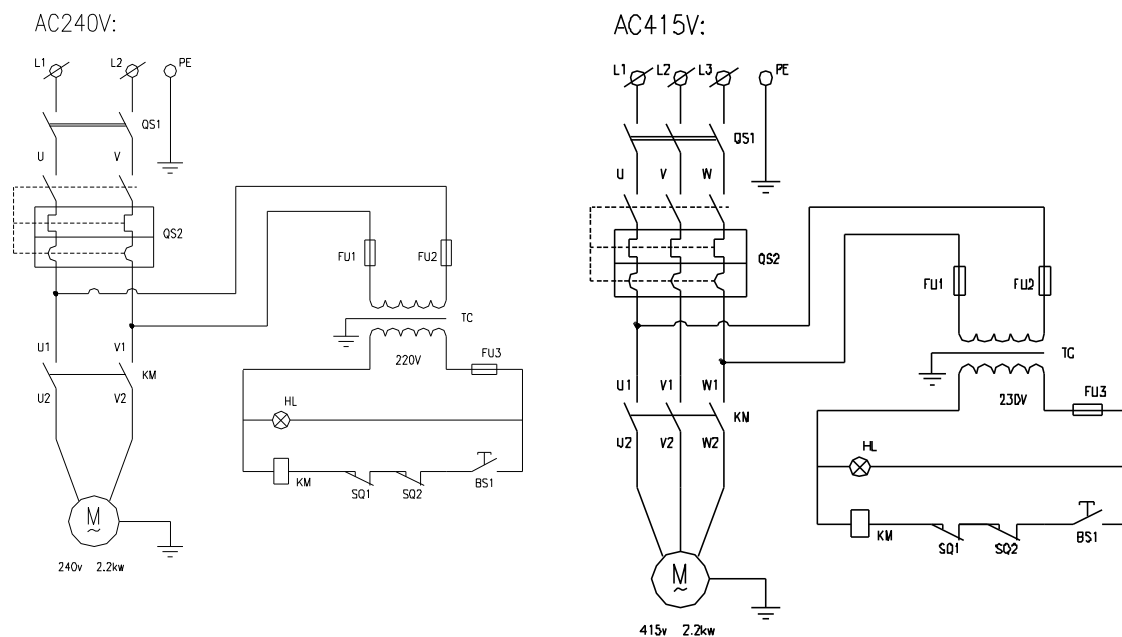 AC240V:
L1 L2 PE
QS1
U V
QS2
FU1 FU2
TC
U1 V1
220V
FU3
KM
U2 V2
HL
KM SQ1 SQ2 BS1
M
~
240v 2.2kw
AC415V:
L1 L2 L3 PE
QS1
U V W
QS2
FU1 FU2
TC
U1 V1 W1
230V
FU3
KM
U2 V2 W2
HL
KM SQ1 SQ2 BS1
M
~
415v 2.2kw